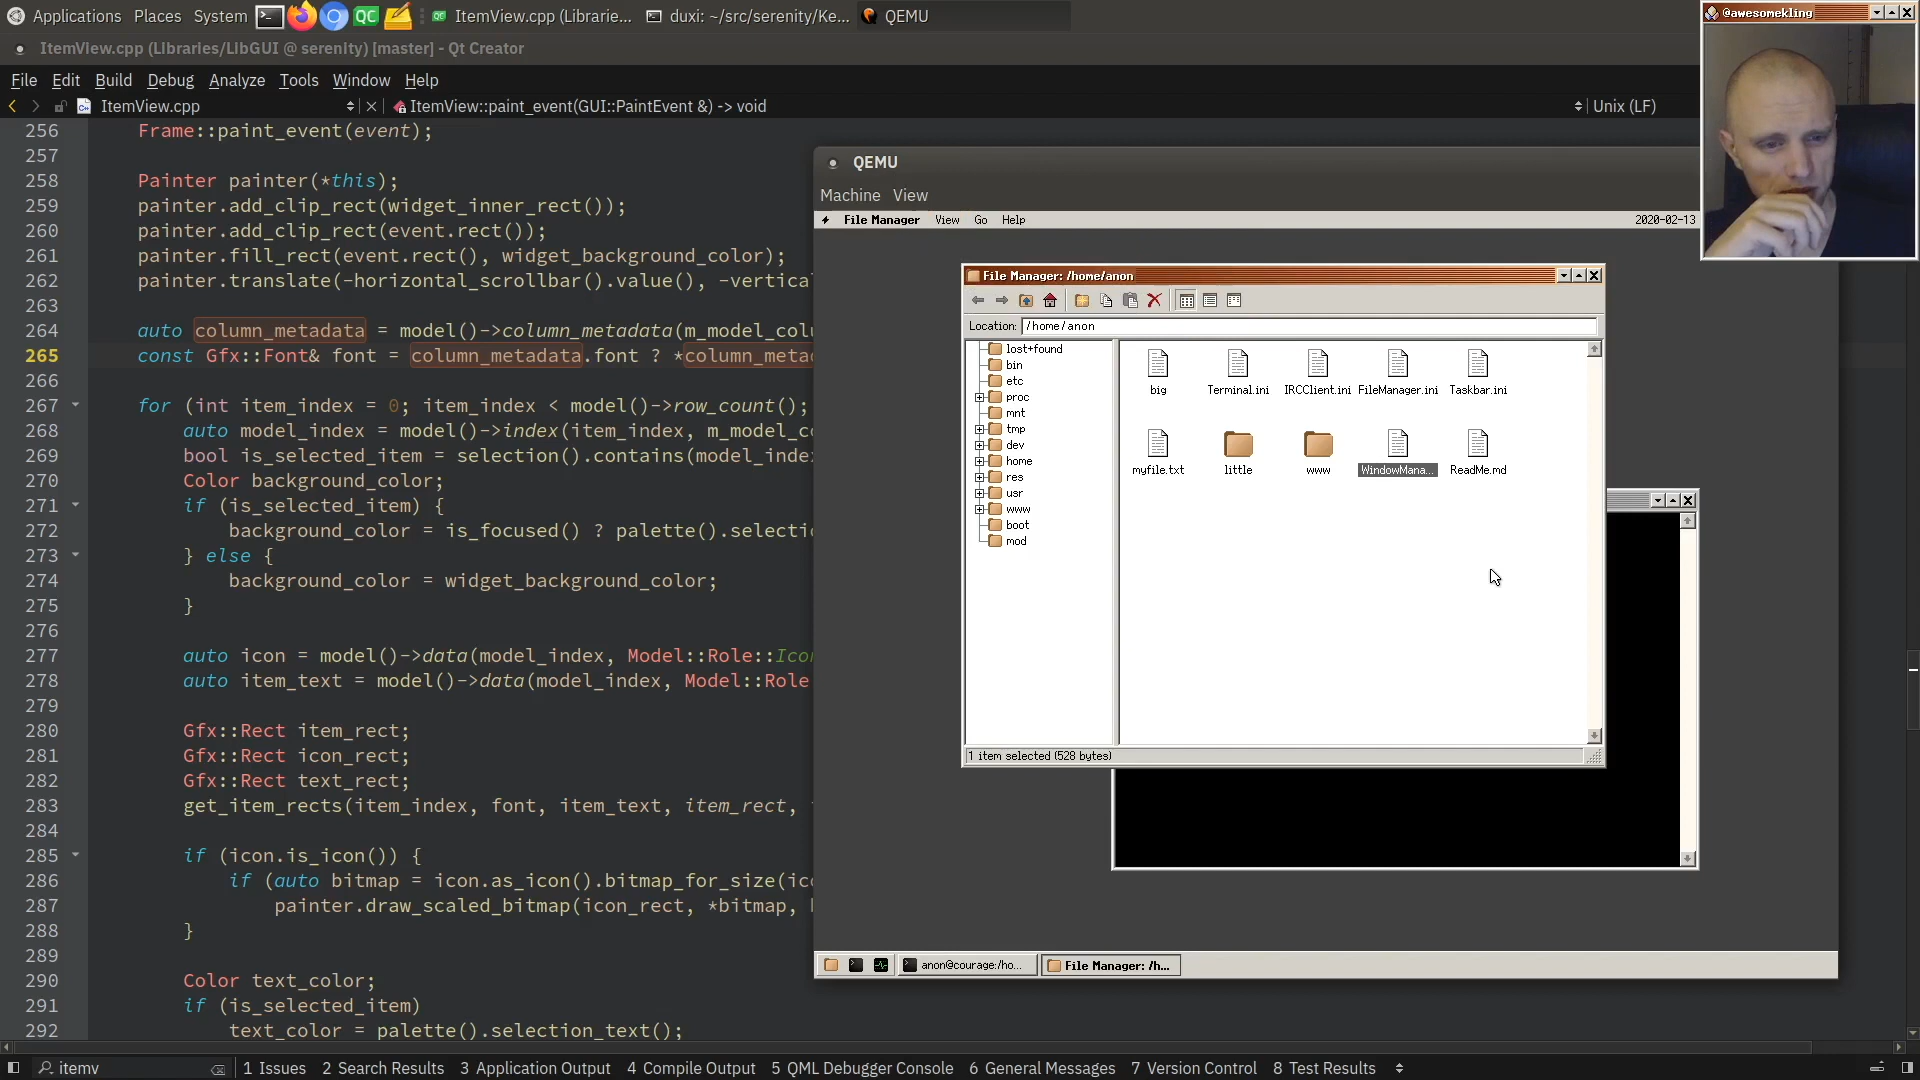 Applications Places System ItemView.cpp (Librarie... duxi: ~/src/serenity/Ke... QEMU
@awesomekling
ItemView.cpp (Libraries/LibGUI @ serenity) [master] - Qt Creator
File Edit Build Debug Analyze Tools Window Help
ItemView.cpp ItemView::paint_event(GUI::PaintEvent &) -> void Unix (LF)
256 Frame::paint_event(event);
257
258 Painter painter(*this);
259 painter.add_clip_rect(widget_inner_rect());
260 painter.add_clip_rect(event.rect());
261 painter.fill_rect(event.rect(), widget_background_color);
262 painter.translate(-horizontal_scrollbar().value(), -vertica
263
264 auto column_metadata = model()->column_metadata(m_model_colu
265 const Gfx::Font& font = column_metadata.font ? *column_metad
266
267 for (int item_index = 0; item_index < model()->row_count();
268 auto model_index = model()->index(item_index, m_model_co
269 bool is_selected_item = selection().contains(model_inde
270 Color background_color;
271 if (is_selected_item) {
272 background_color = is_focused() ? palette().selectio
273 } else {
274 background_color = widget_background_color;
275 }
276
277 auto icon = model()->data(model_index, Model::Role::Ico
278 auto item_text = model()->data(model_index, Model::Role
279
280 Gfx::Rect item_rect;
281 Gfx::Rect icon_rect;
282 Gfx::Rect text_rect;
283 get_item_rects(item_index, font, item_text, item_rect,
284
285 if (icon.is_icon()) {
286 if (auto bitmap = icon.as_icon().bitmap_for_size(ico
287 painter.draw_scaled_bitmap(icon_rect, *bitmap,
288 }
289
290 Color text_color;
291 if (is_selected_item)
292 text_color = palette().selection_text();
QEMU
Machine View
File Manager View Go Help 2020-02-13
File Manager: /home/anon
Location: /home/anon
lost+found
bin
etc
proc
mnt
tmp
dev
home
res
usr
www
boot
mod
big Terminal.ini IRCClient.ini FileManager.ini Taskbar.ini
myfile.txt little www WindowMana... ReadMe.md
1 item selected (528 bytes)
anon@courage:/ho... File Manager: /h...
itemv 1 Issues 2 Search Results 3 Application Output 4 Compile Output 5 QML Debugger Console 6 General Messages 7 Version Control 8 Test Results